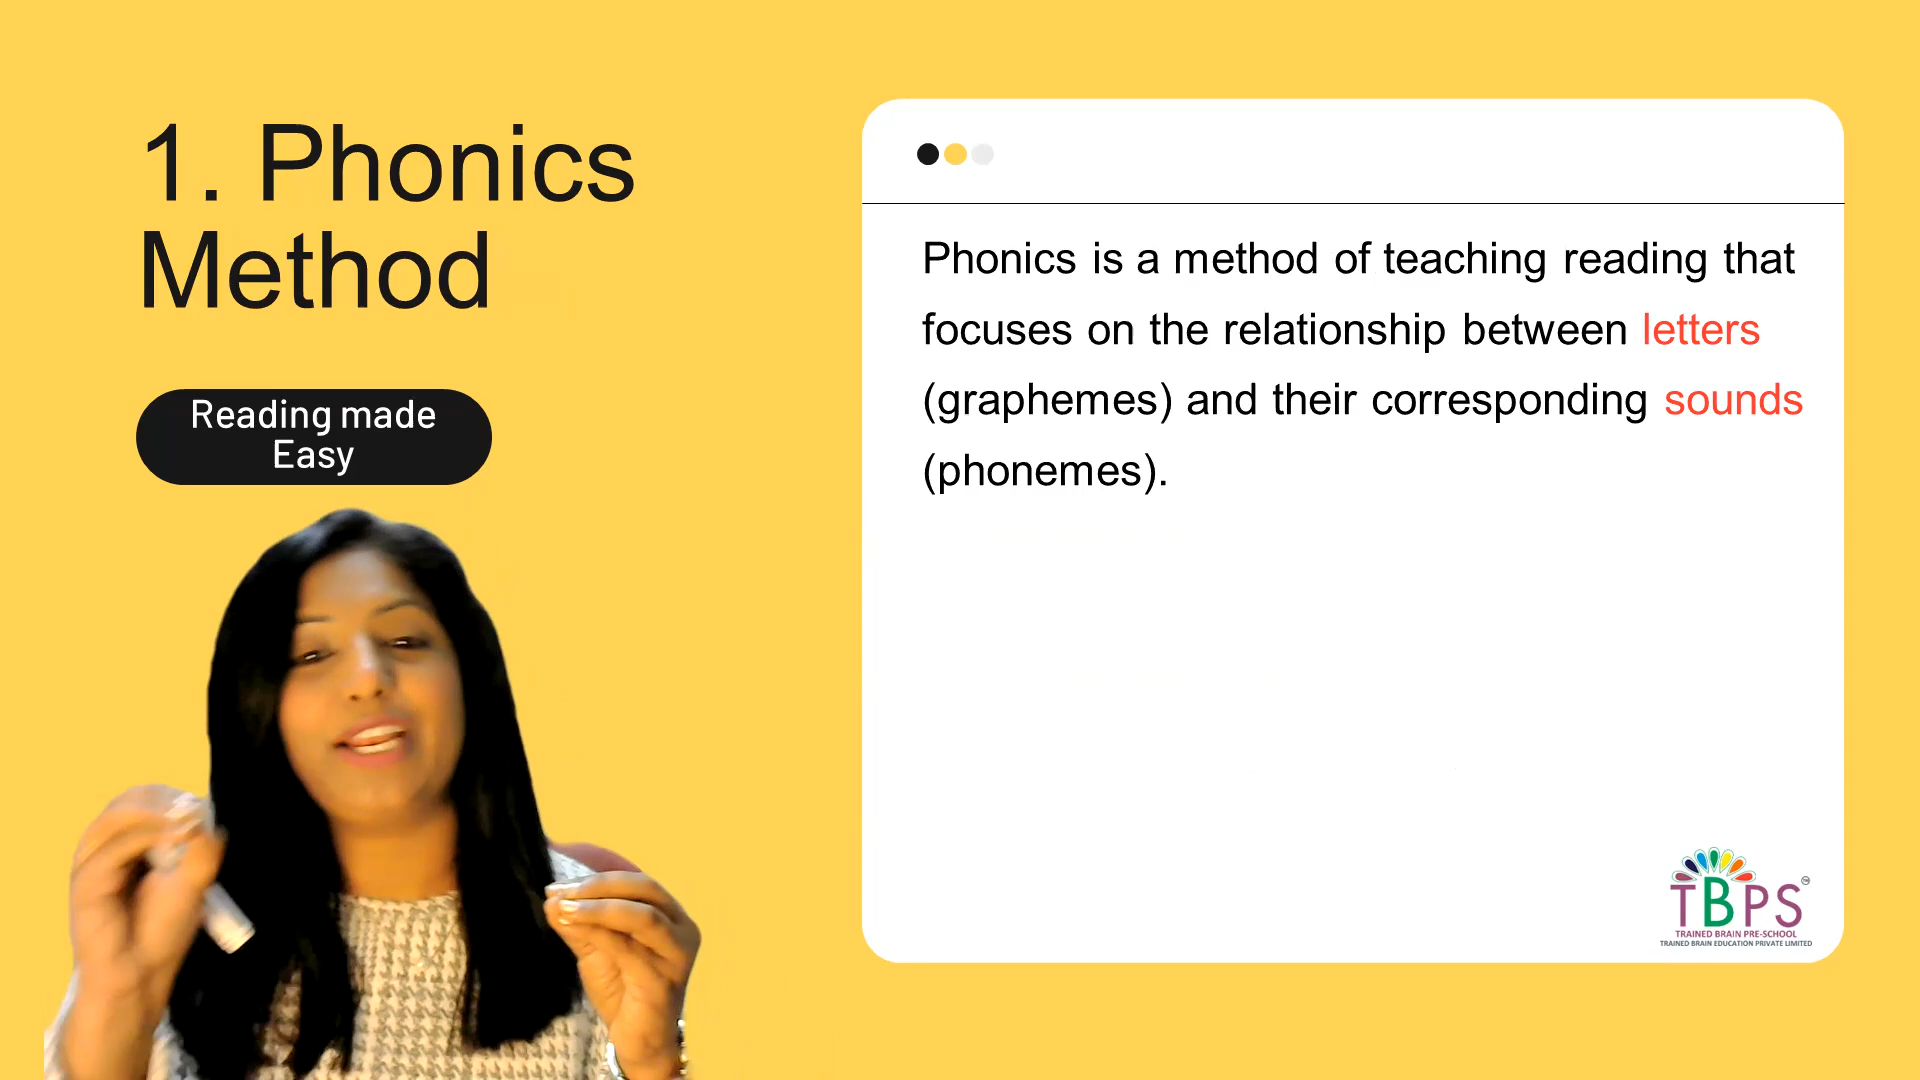 1. Phonics
Method
Reading made
Easy
Phonics is a method of teaching reading that
focuses on the relationship between letters
(graphemes) and their corresponding sounds
(phonemes).
TBPS™
TRAINED BRAIN PRE-SCHOOL
TRAINED BRAIN EDUCATION PRIVATE LIMITED